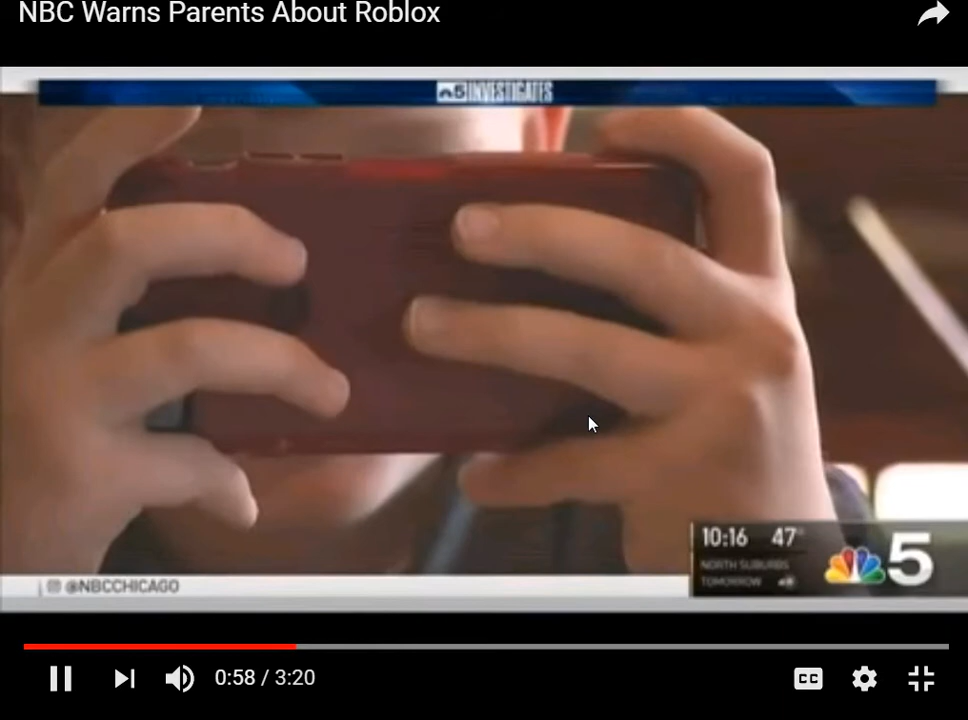 NBC Warns Parents About Roblox
5 INVESTIGATES
10:16 47°
NORTH SUBURBS
TOMORROW
5
@NBCCHICAGO
0:58 / 3:20
CC